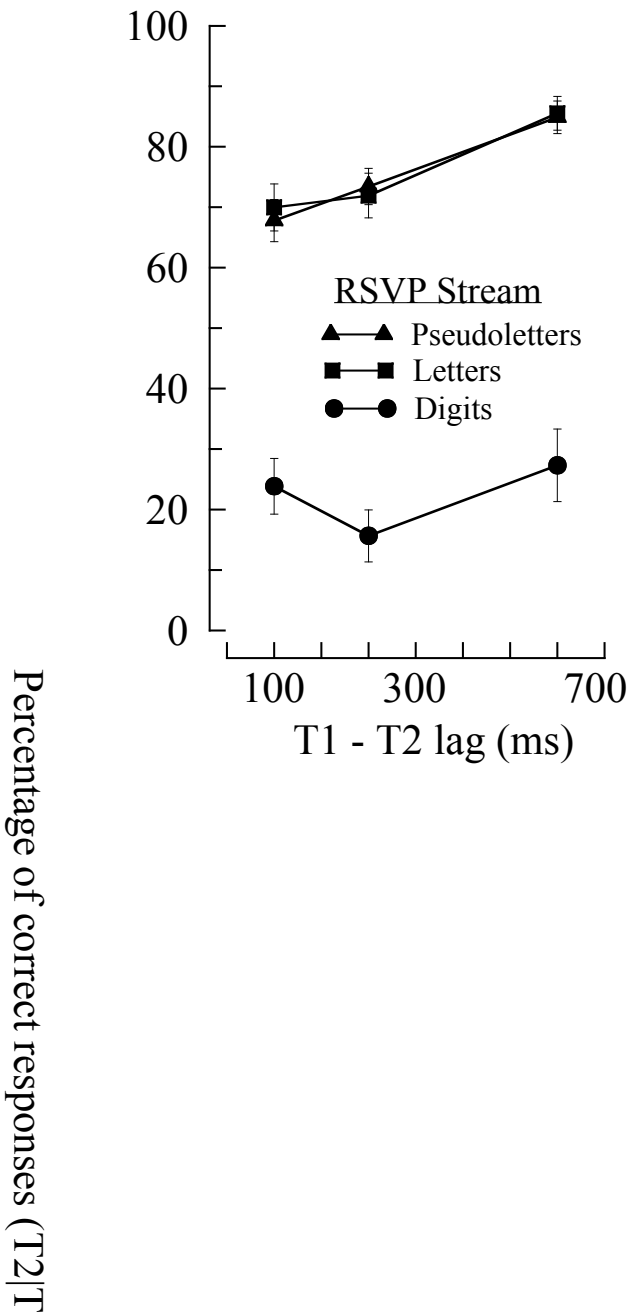 100
80
60
RSVP Stream
Pseudoletters
Letters
40
Digits
20
0
100 300 700
T1 - T2 lag (ms)
Percentage of correct responses (T2|T